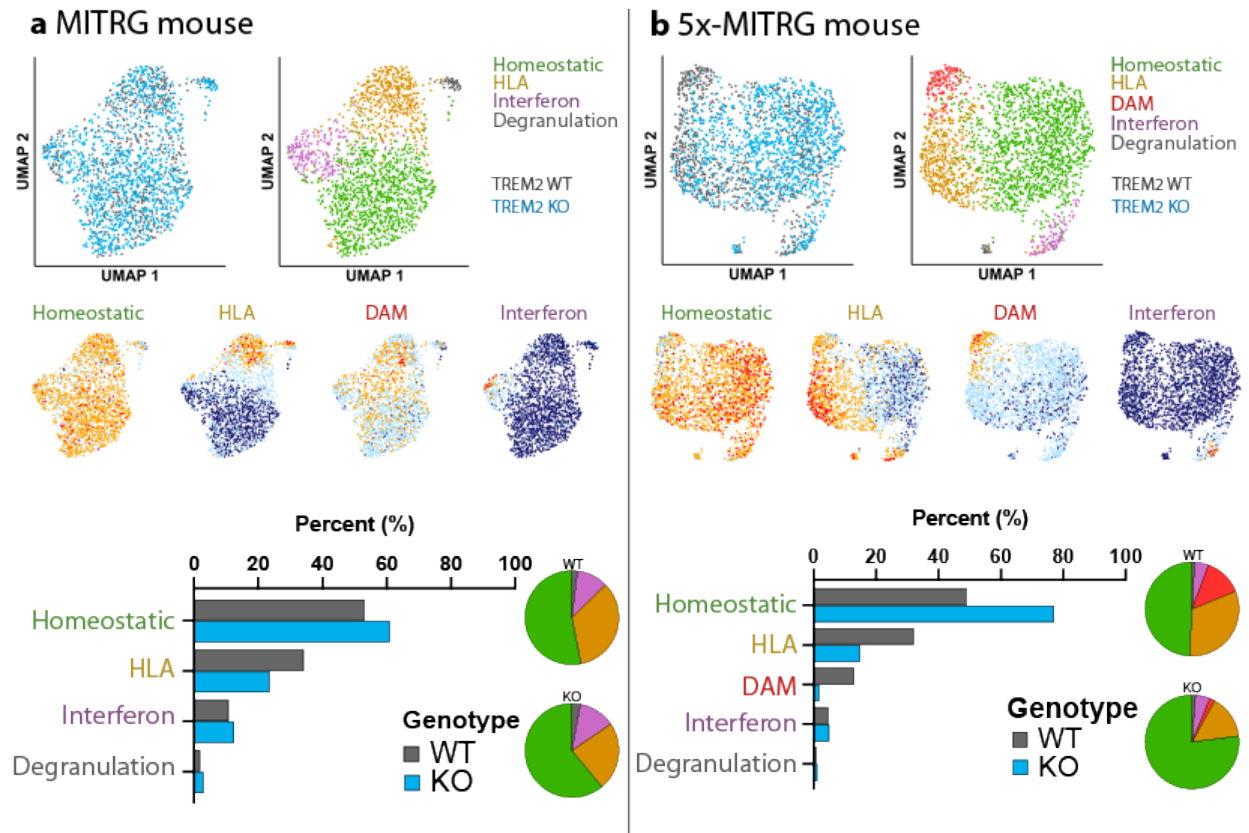 a MITRG mouse
UMAP 2
UMAP 1
UMAP 2
UMAP 1
Homeostatic
HLA
Interferon
Degranulation
TREM2 WT
TREM2 KO
Homeostatic
HLA
DAM
Interferon
Percent (%)
0 20 40 60 80 100
Homeostatic
HLA
Interferon
Degranulation
Genotype
WT
KO
WT
KO
b 5x-MITRG mouse
UMAP 2
UMAP 1
UMAP 2
UMAP 1
Homeostatic
HLA
DAM
Interferon
Degranulation
TREM2 WT
TREM2 KO
Homeostatic
HLA
DAM
Interferon
Percent (%)
0 20 40 60 80 100
Homeostatic
HLA
DAM
Interferon
Degranulation
Genotype
WT
KO
WT
KO